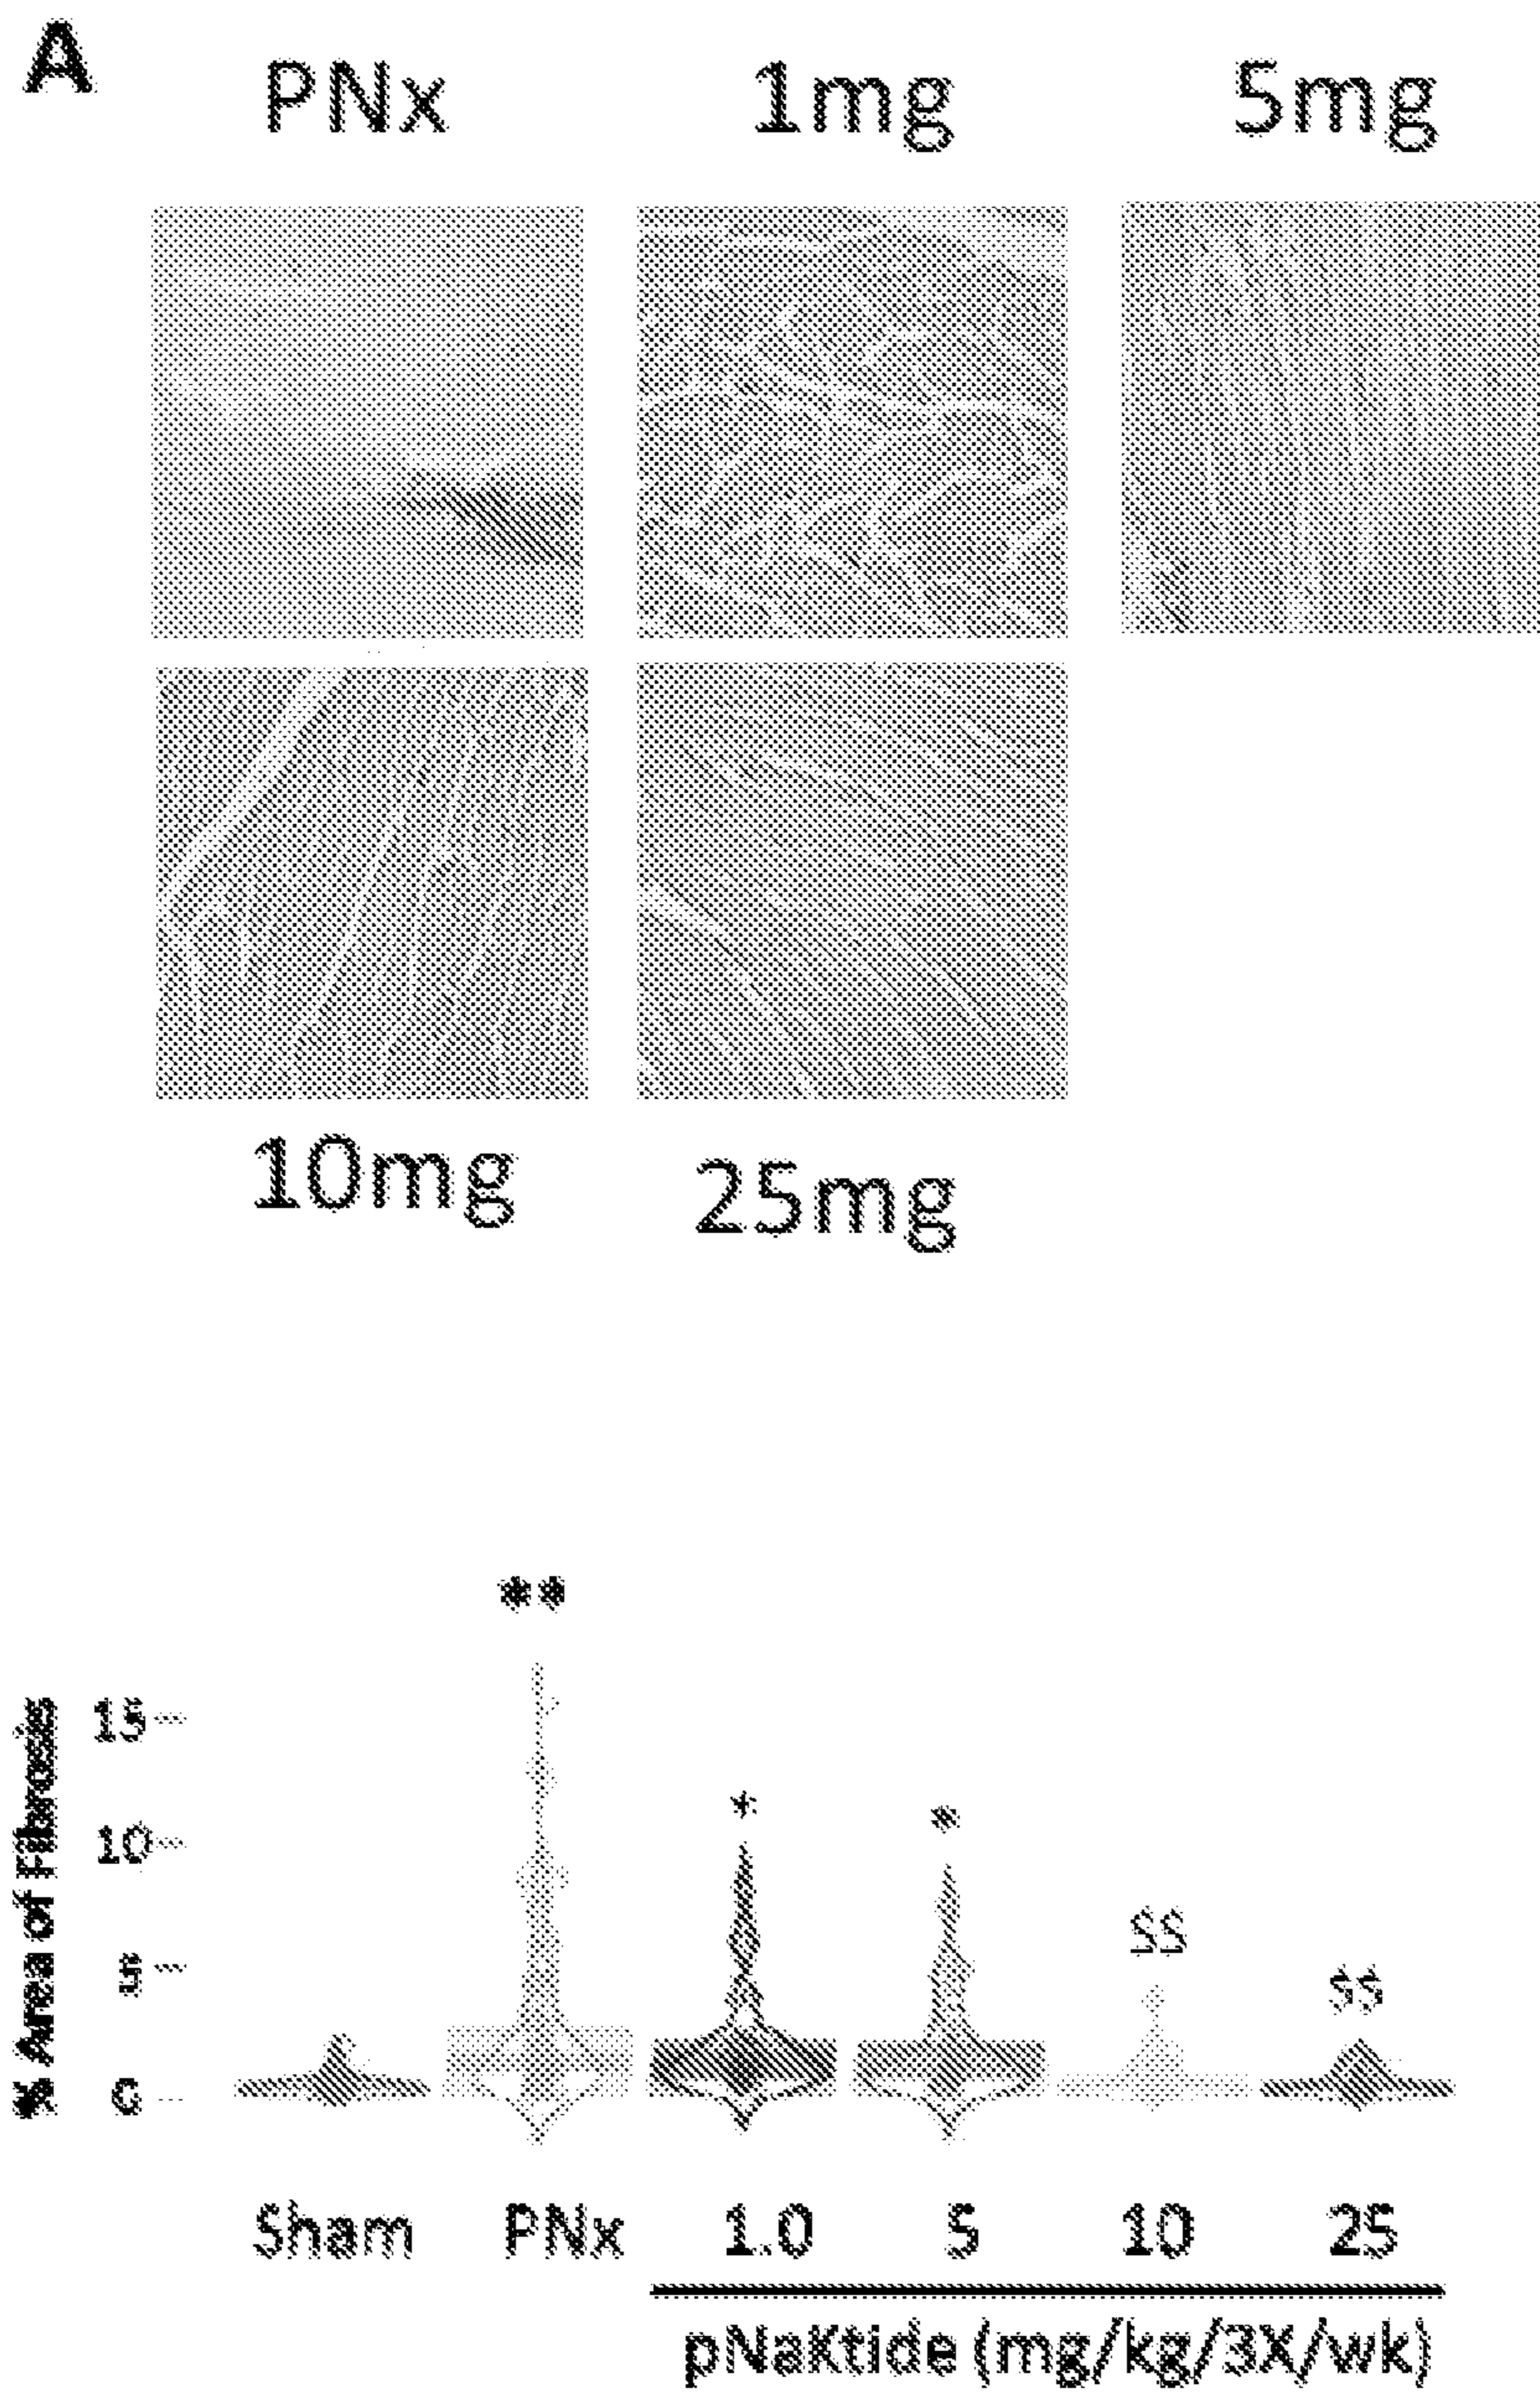 A
PNx 1mg 5mg
10mg 25mg
**
* *
$$
$$
% Area of Fibrosis
15
10
5
0
Sham PNx 1.0 5 10 25
pNaKtide (mg/kg/3X/wk)